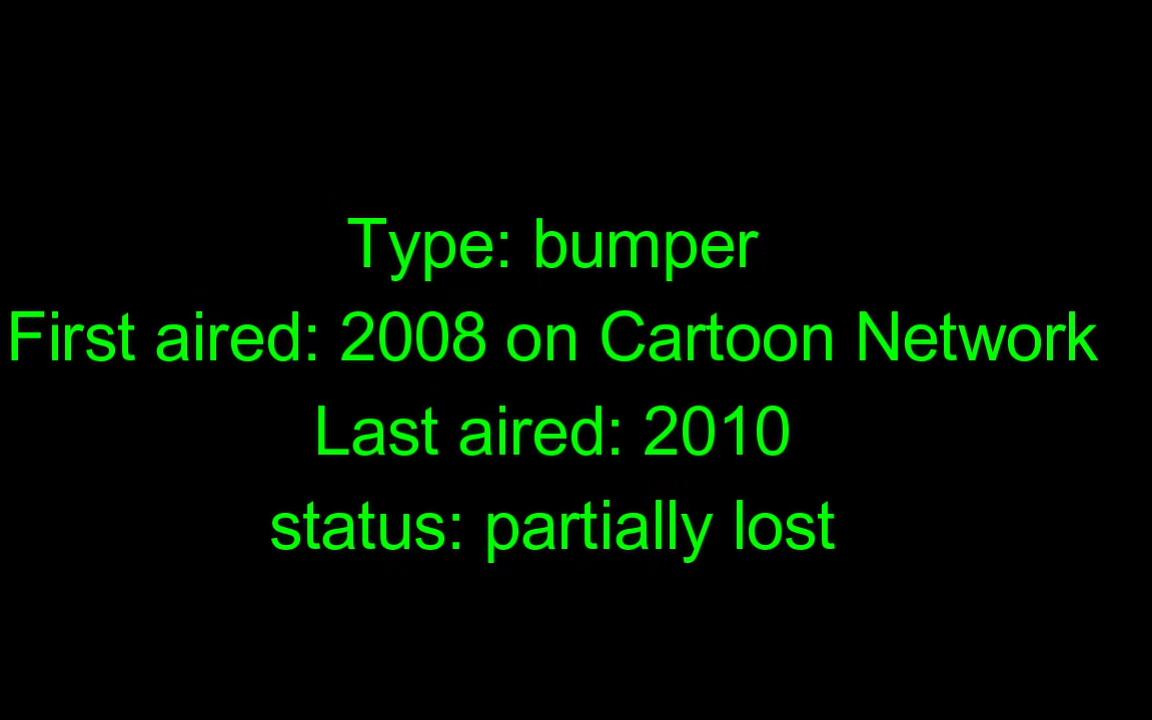 Type: bumper
First aired: 2008 on Cartoon Network
Last aired: 2010
status: partially lost